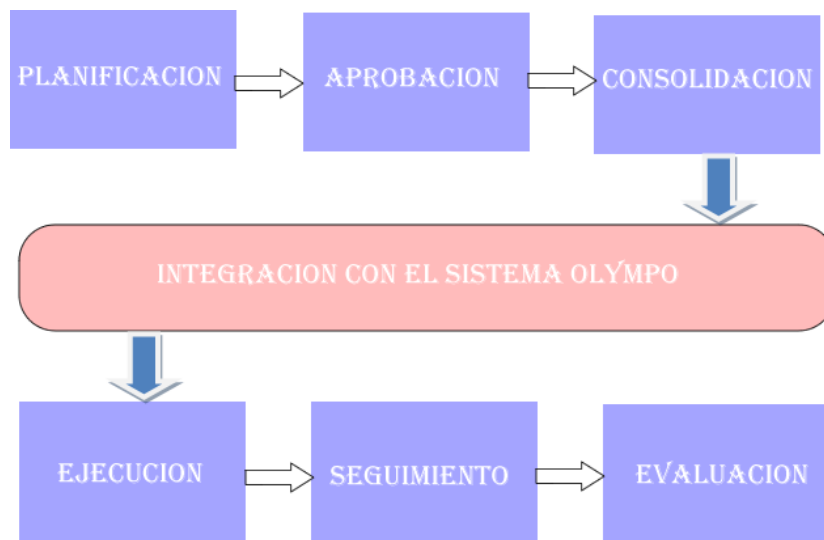 PLANIFICACION
APROBACION
CONSOLIDACION
INTEGRACION CON EL SISTEMA OLYMPO
EJECUCION
SEGUIMIENTO
EVALUACION